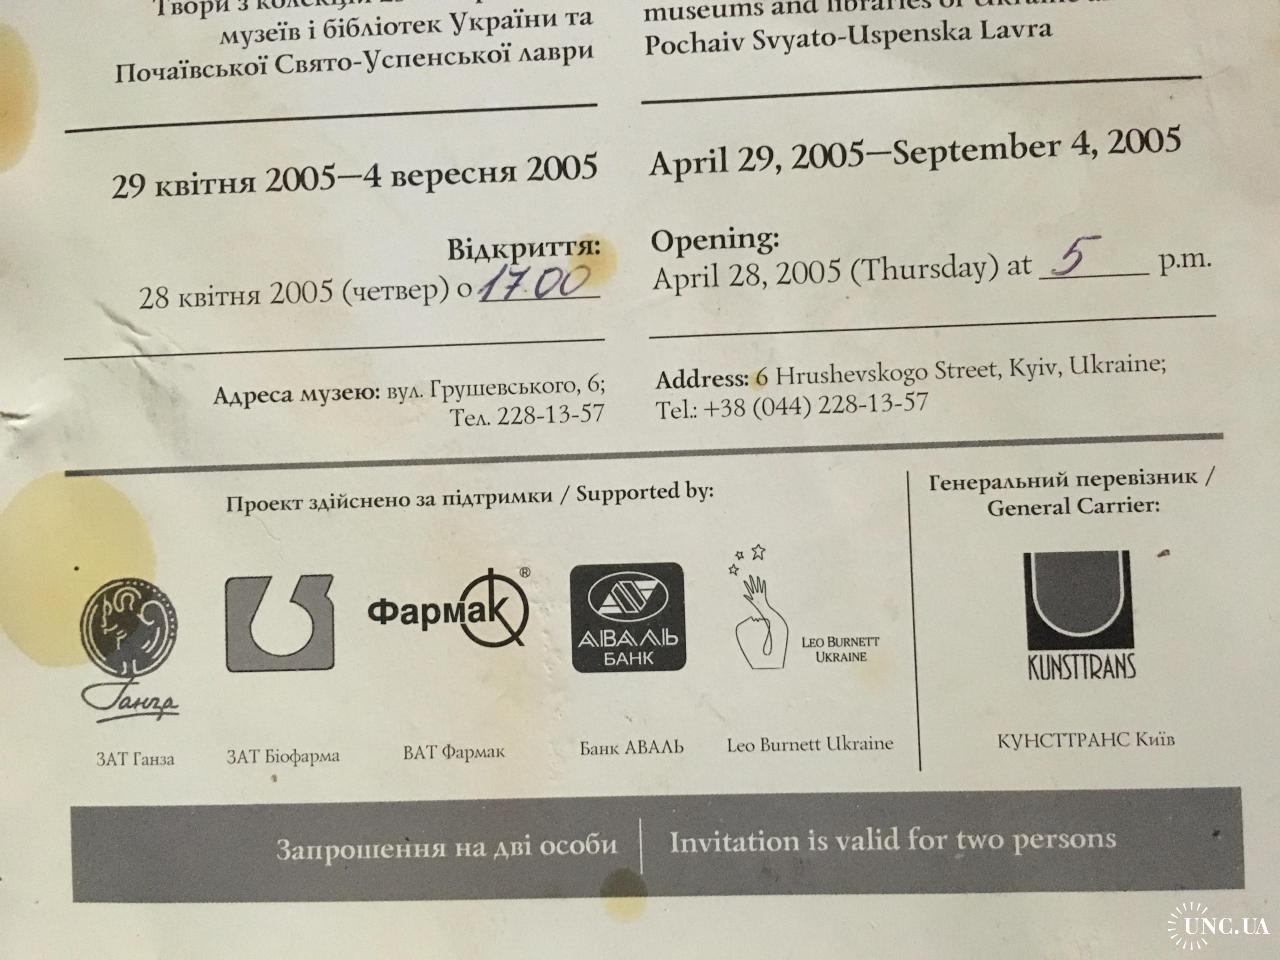 Твори з
музеїв і бібліотек України та
Почаївської Свято-Успенської лаври
museums and libraries of Ukraine
Pochaiv Svyato-Uspenska Lavra
29 квітня 2005—4 вересня 2005
April 29, 2005—September 4, 2005
Відкриття:
28 квітня 2005 (четвер) о 17.00
Opening:
April 28, 2005 (Thursday) at 5 p.m.
Адреса музею: вул. Грушевського, 6;
Тел. 228-13-57
Address: 6 Hrushevskogo Street, Kyiv, Ukraine;
Tel.: +38 (044) 228-13-57
Проект здійснено за підтримки / Supported by:
Генеральний перевізник /
General Carrier:
Ганза
Фармак®
АВАЛЬ
БАНК
LEO BURNETT
UKRAINE
KUNSTTRANS
ЗАТ Ганза
ЗАТ Біофарма
ВАТ Фармак
Банк АВАЛЬ
Leo Burnett Ukraine
КУНСТТРАНС Київ
Запрошення на дві особи
Invitation is valid for two persons
UNC.UA